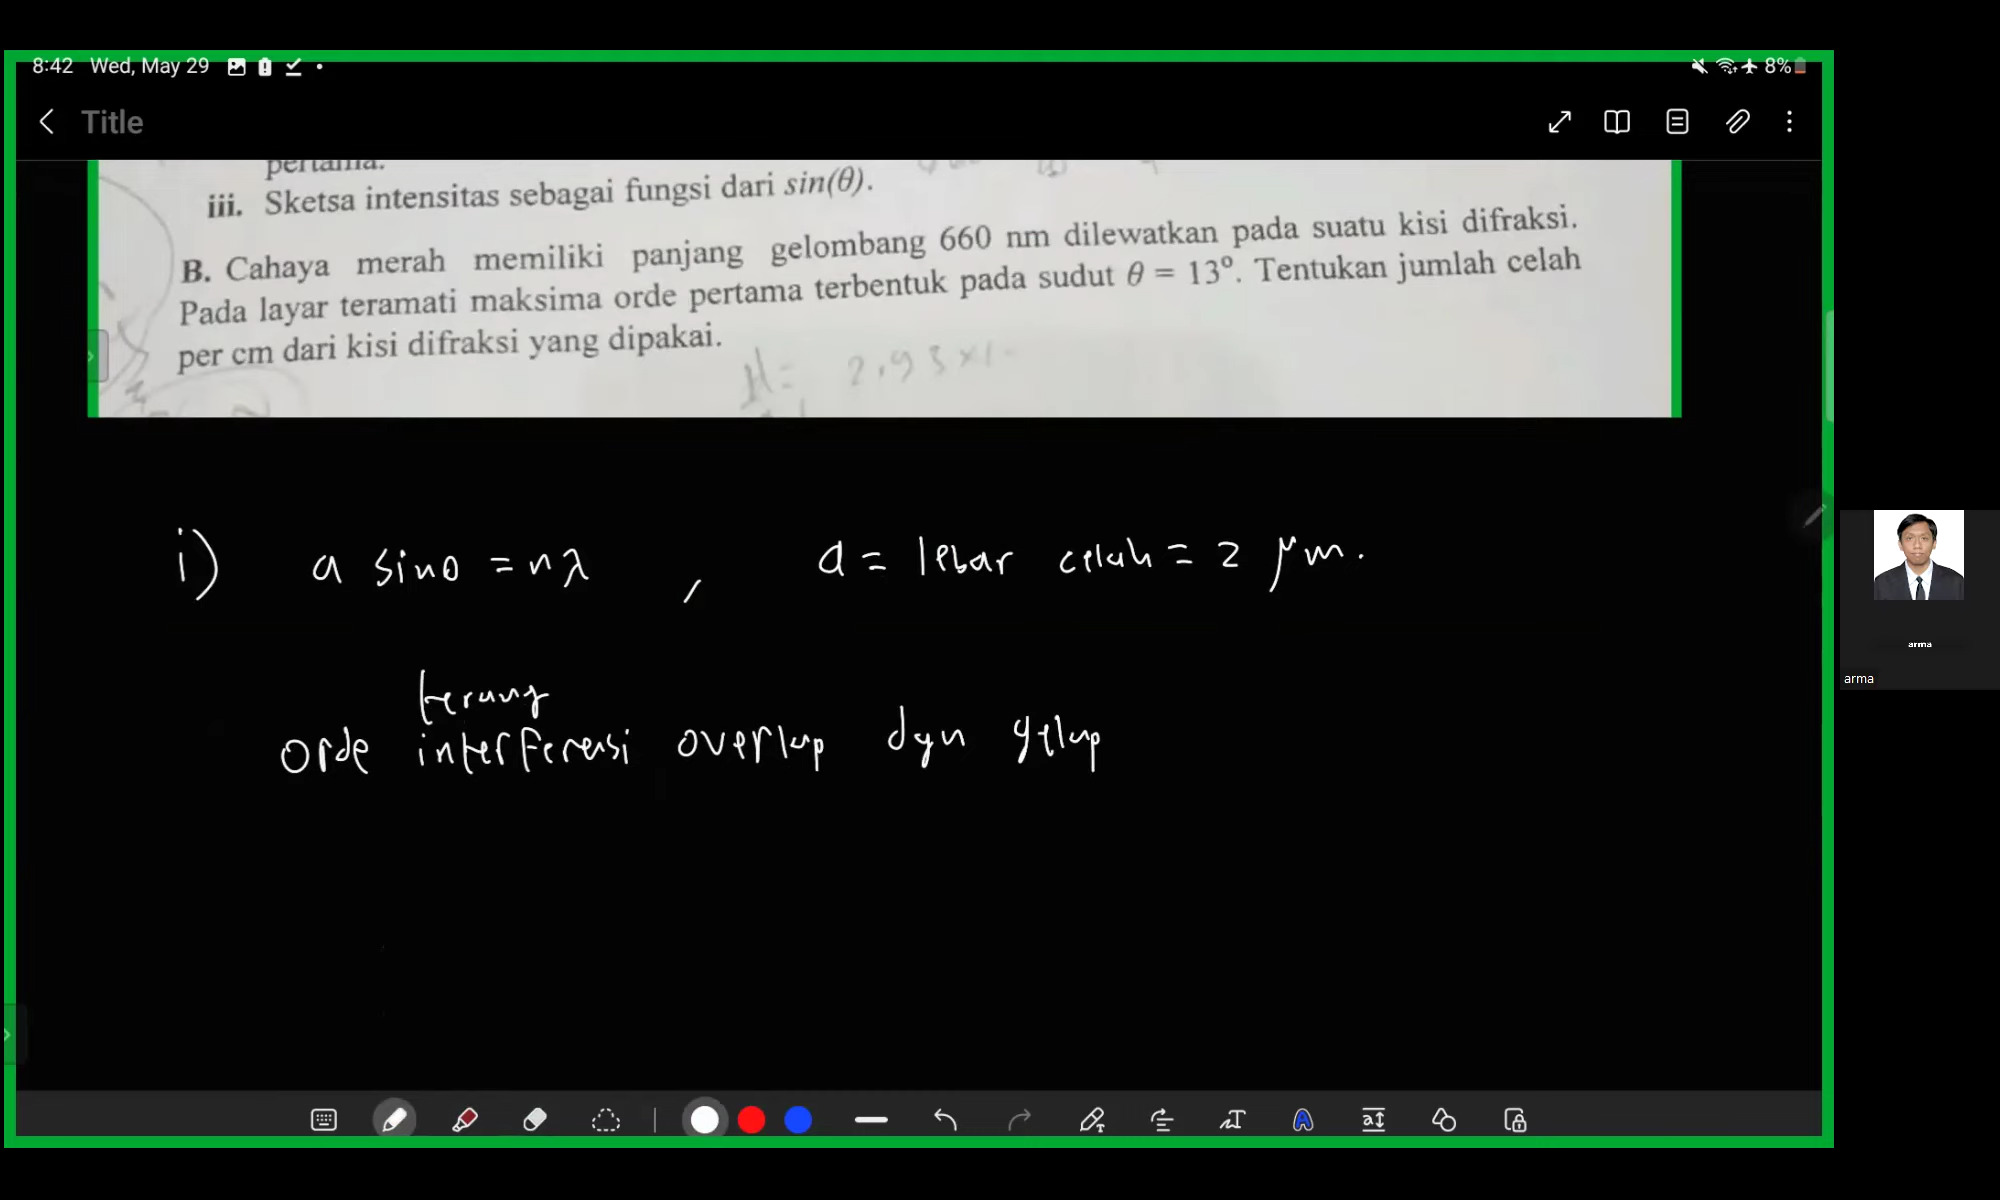 8:42 Wed, May 29
8%
Title
pertama.
iii. Sketsa intensitas sebagai fungsi dari sin(θ).
B. Cahaya merah memiliki panjang gelombang 660 nm dilewatkan pada suatu kisi difraksi.
Pada layar teramati maksima orde pertama terbentuk pada sudut θ = 13º. Tentukan jumlah celah
per cm dari kisi difraksi yang dipakai.
i) a sinθ = nλ , a = lebar celah = 2 μm.
terang
orde interferensi overlap dgn gelap
arma
arma